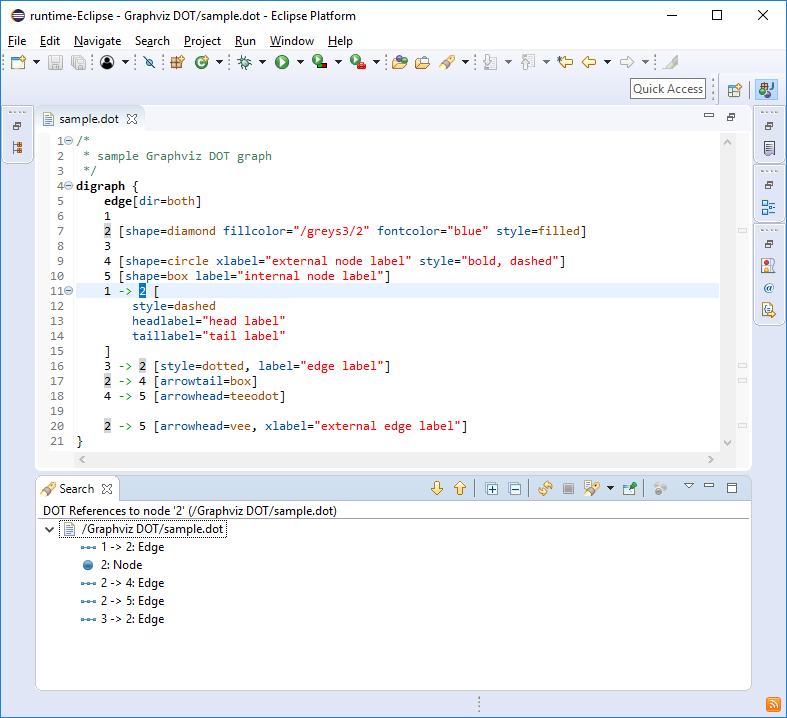 runtime-Eclipse - Graphviz DOT/sample.dot - Eclipse Platform
File Edit Navigate Search Project Run Window Help
Quick Access
sample.dot
1 /*
2  * sample Graphviz DOT graph
3  */
4 digraph {
5     edge[dir=both]
6     1
7     2 [shape=diamond fillcolor="/greys3/2" fontcolor="blue" style=filled]
8     3
9     4 [shape=circle xlabel="external node label" style="bold, dashed"]
10     5 [shape=box label="internal node label"]
11     1 -> 2 [
12         style=dashed
13         headlabel="head label"
14         taillabel="tail label"
15     ]
16     3 -> 2 [style=dotted, label="edge label"]
17     2 -> 4 [arrowtail=box]
18     4 -> 5 [arrowhead=teeodot]
19
20     2 -> 5 [arrowhead=vee, xlabel="external edge label"]
21 }
Search
DOT References to node '2' (/Graphviz DOT/sample.dot)
/Graphviz DOT/sample.dot
1 -> 2: Edge
2: Node
2 -> 4: Edge
2 -> 5: Edge
3 -> 2: Edge